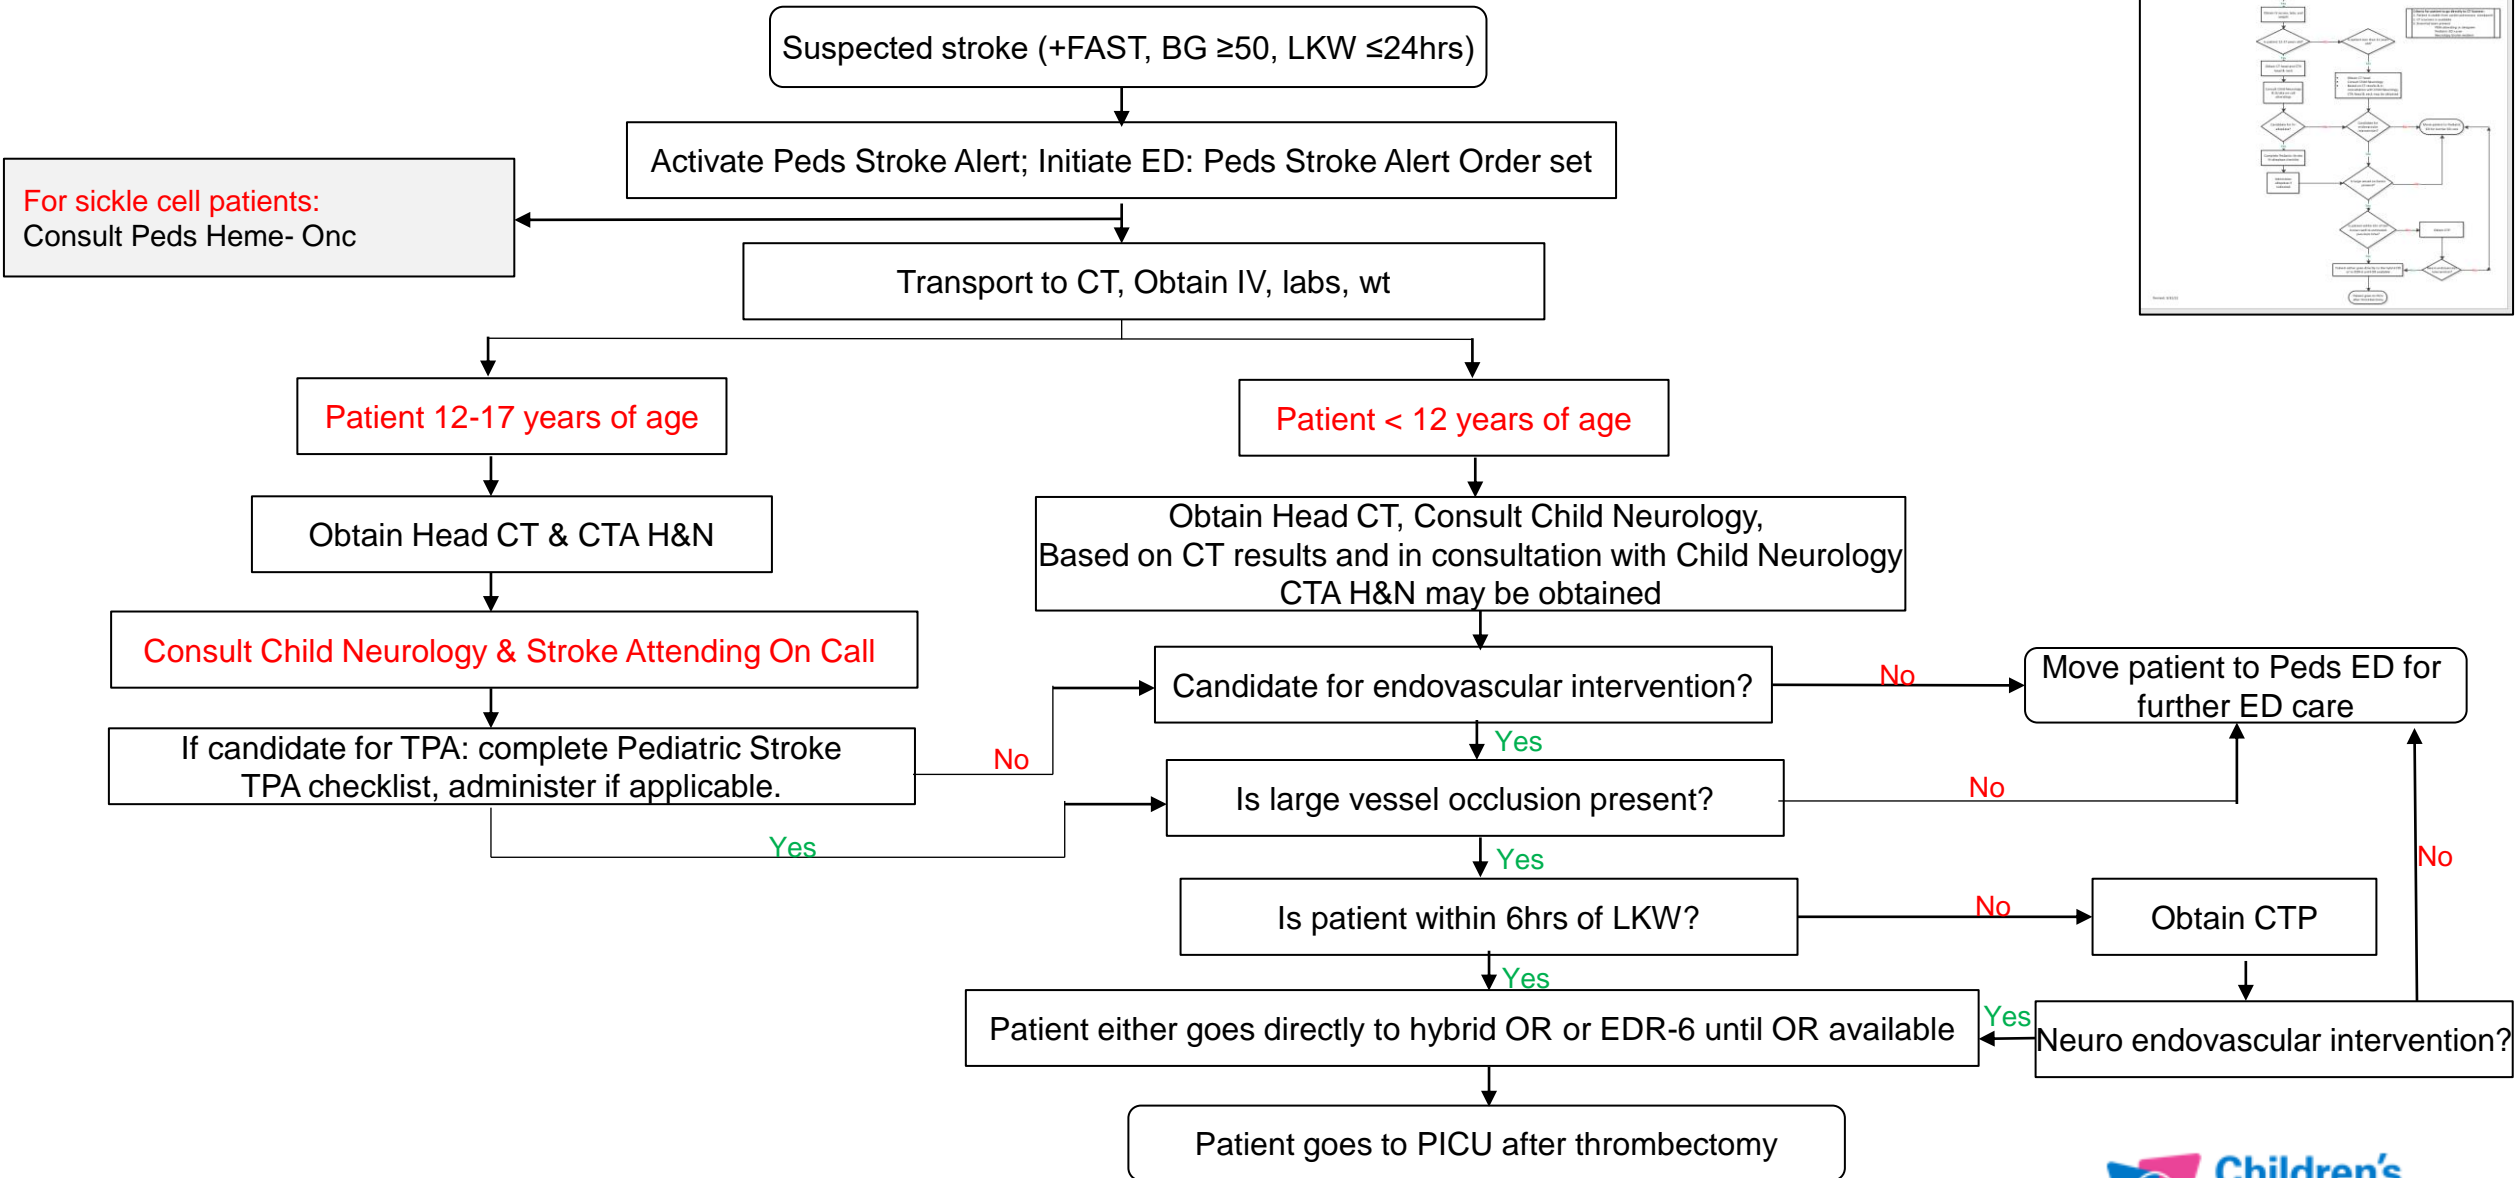 Suspected stroke (+FAST, BG ≥50, LKW ≤24hrs)
Activate Peds Stroke Alert; Initiate ED: Peds Stroke Alert Order set
For sickle cell patients:
Consult Peds Heme- Onc
Transport to CT, Obtain IV, labs, wt
Patient 12-17 years of age
Patient < 12 years of age
Obtain Head CT & CTA H&N
Obtain Head CT, Consult Child Neurology,
Based on CT results and in consultation with Child Neurology
CTA H&N may be obtained
Consult Child Neurology & Stroke Attending On Call
Candidate for endovascular intervention?
No
Move patient to Peds ED for
further ED care
If candidate for TPA: complete Pediatric Stroke
TPA checklist, administer if applicable.
No
Yes
Is large vessel occlusion present?
No
Yes
Yes
No
Is patient within 6hrs of LKW?
No
Obtain CTP
Yes
Patient either goes directly to hybrid OR or EDR-6 until OR available
Yes
Neuro endovascular intervention?
Patient goes to PICU after thrombectomy
Children's